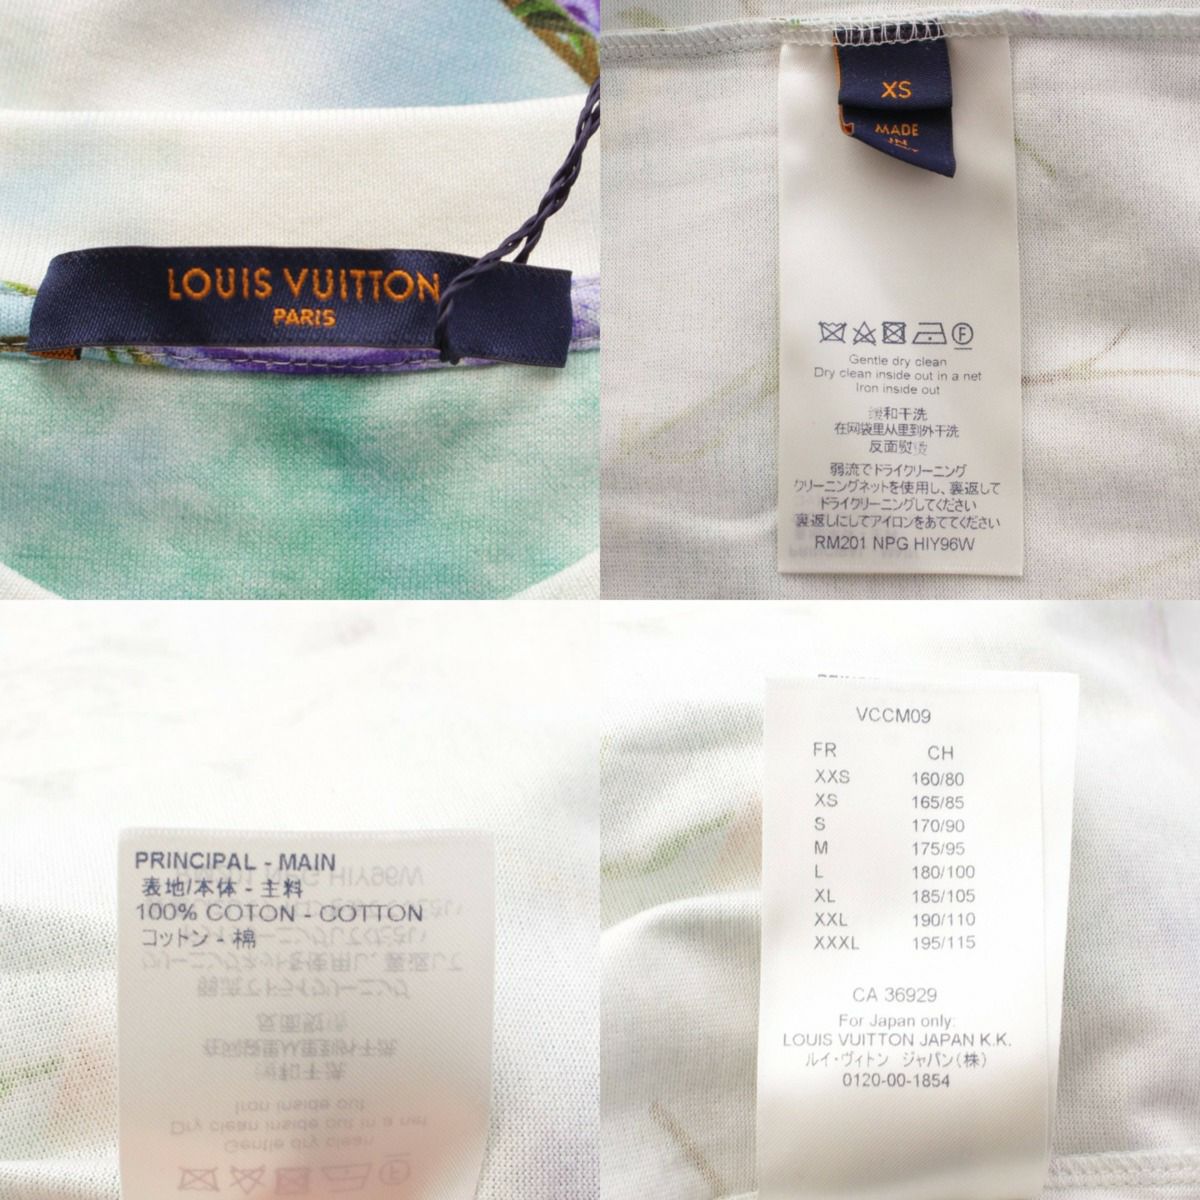 LOUIS VUITTON
PARIS
XS
MADE
IN
Gentle dry clean
Dry clean inside out in a net
Iron inside out
缓和干洗
在网袋里从里到外干洗
反面熨烫
弱流でドライクリーニング
クリーニングネットを使用し、裏返して
ドライクリーニングしてください
裏返しにしてアイロンをあててください
RM201 NPG HIY96W
PRINCIPAL - MAIN
表地/本体 - 主料
100% COTON - COTTON
コットン - 棉
VCCM09
FR CH
XXS 160/80
XS 165/85
S 170/90
M 175/95
L 180/100
XL 185/105
XXL 190/110
XXXL 195/115
CA 36929
For Japan only:
LOUIS VUITTON JAPAN K.K.
ルイ・ヴィトン ジャパン(株)
0120-00-1854